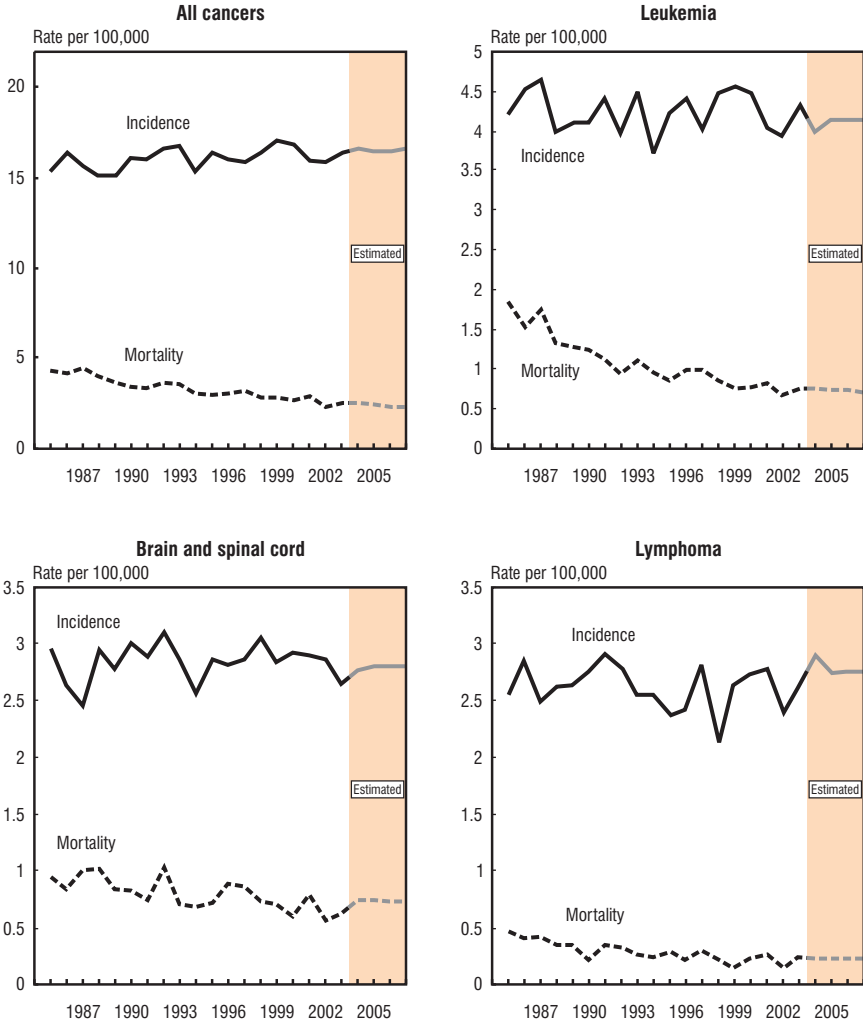 All cancers
Rate per 100,000
20
15
10
5
0
Incidence
Mortality
Estimated
1987 1990 1993 1996 1999 2002 2005
Leukemia
Rate per 100,000
5
4.5
4
3.5
3
2.5
2
1.5
1
0.5
0
Incidence
Mortality
Estimated
1987 1990 1993 1996 1999 2002 2005
Brain and spinal cord
Rate per 100,000
3.5
3
2.5
2
1.5
1
0.5
0
Incidence
Mortality
Estimated
1987 1990 1993 1996 1999 2002 2005
Lymphoma
Rate per 100,000
3.5
3
2.5
2
1.5
1
0.5
0
Incidence
Mortality
Estimated
1987 1990 1993 1996 1999 2002 2005